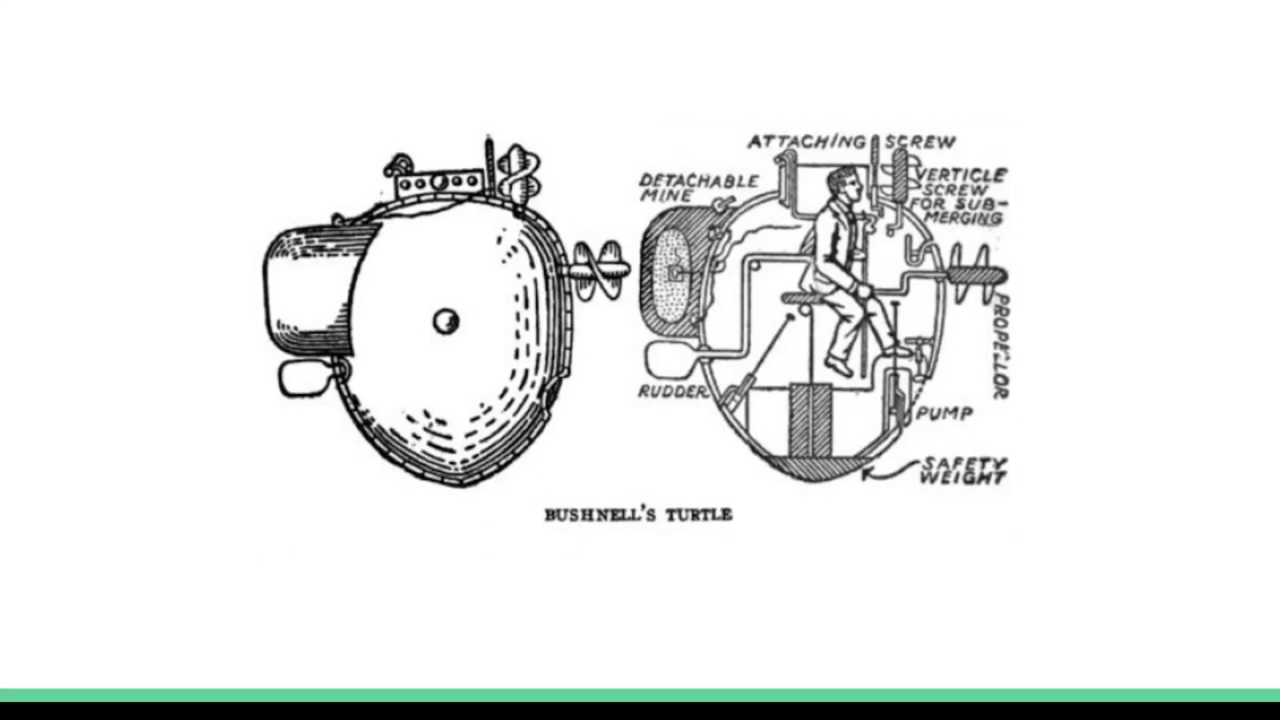 ATTACHING SCREW
DETACHABLE
MINE
VERTICLE
SCREW
FOR SUB-
MERGING
PROPELLOR
RUDDER
PUMP
SAFETY
WEIGHT
BUSHNELL'S TURTLE